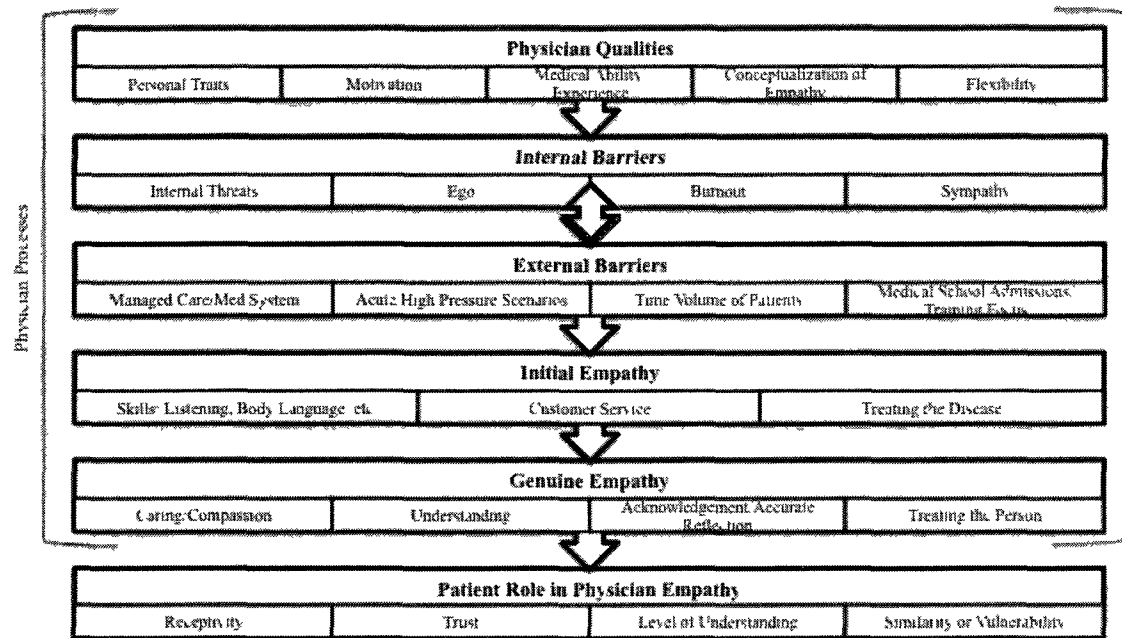 Physician Processes
Physician Qualities
Personal Traits
Motivation
Medical Ability
Experience
Conceptualization of
Empathy
Flexibility
Internal Barriers
Internal Threats
Ego
Burnout
Sympathy
External Barriers
Managed Care/Med System
Acute High Pressure Scenarios
Time Volume of Patients
Medical School Admissions/
Training Focus
Initial Empathy
Skills: Listening, Body Language etc
Customer Service
Treating the Disease
Genuine Empathy
Caring/Compassion
Understanding
Acknowledgement/Accurate
Reflection
Treating the Person
Patient Role in Physician Empathy
Receptivity
Trust
Level of Understanding
Similarity or Vulnerability